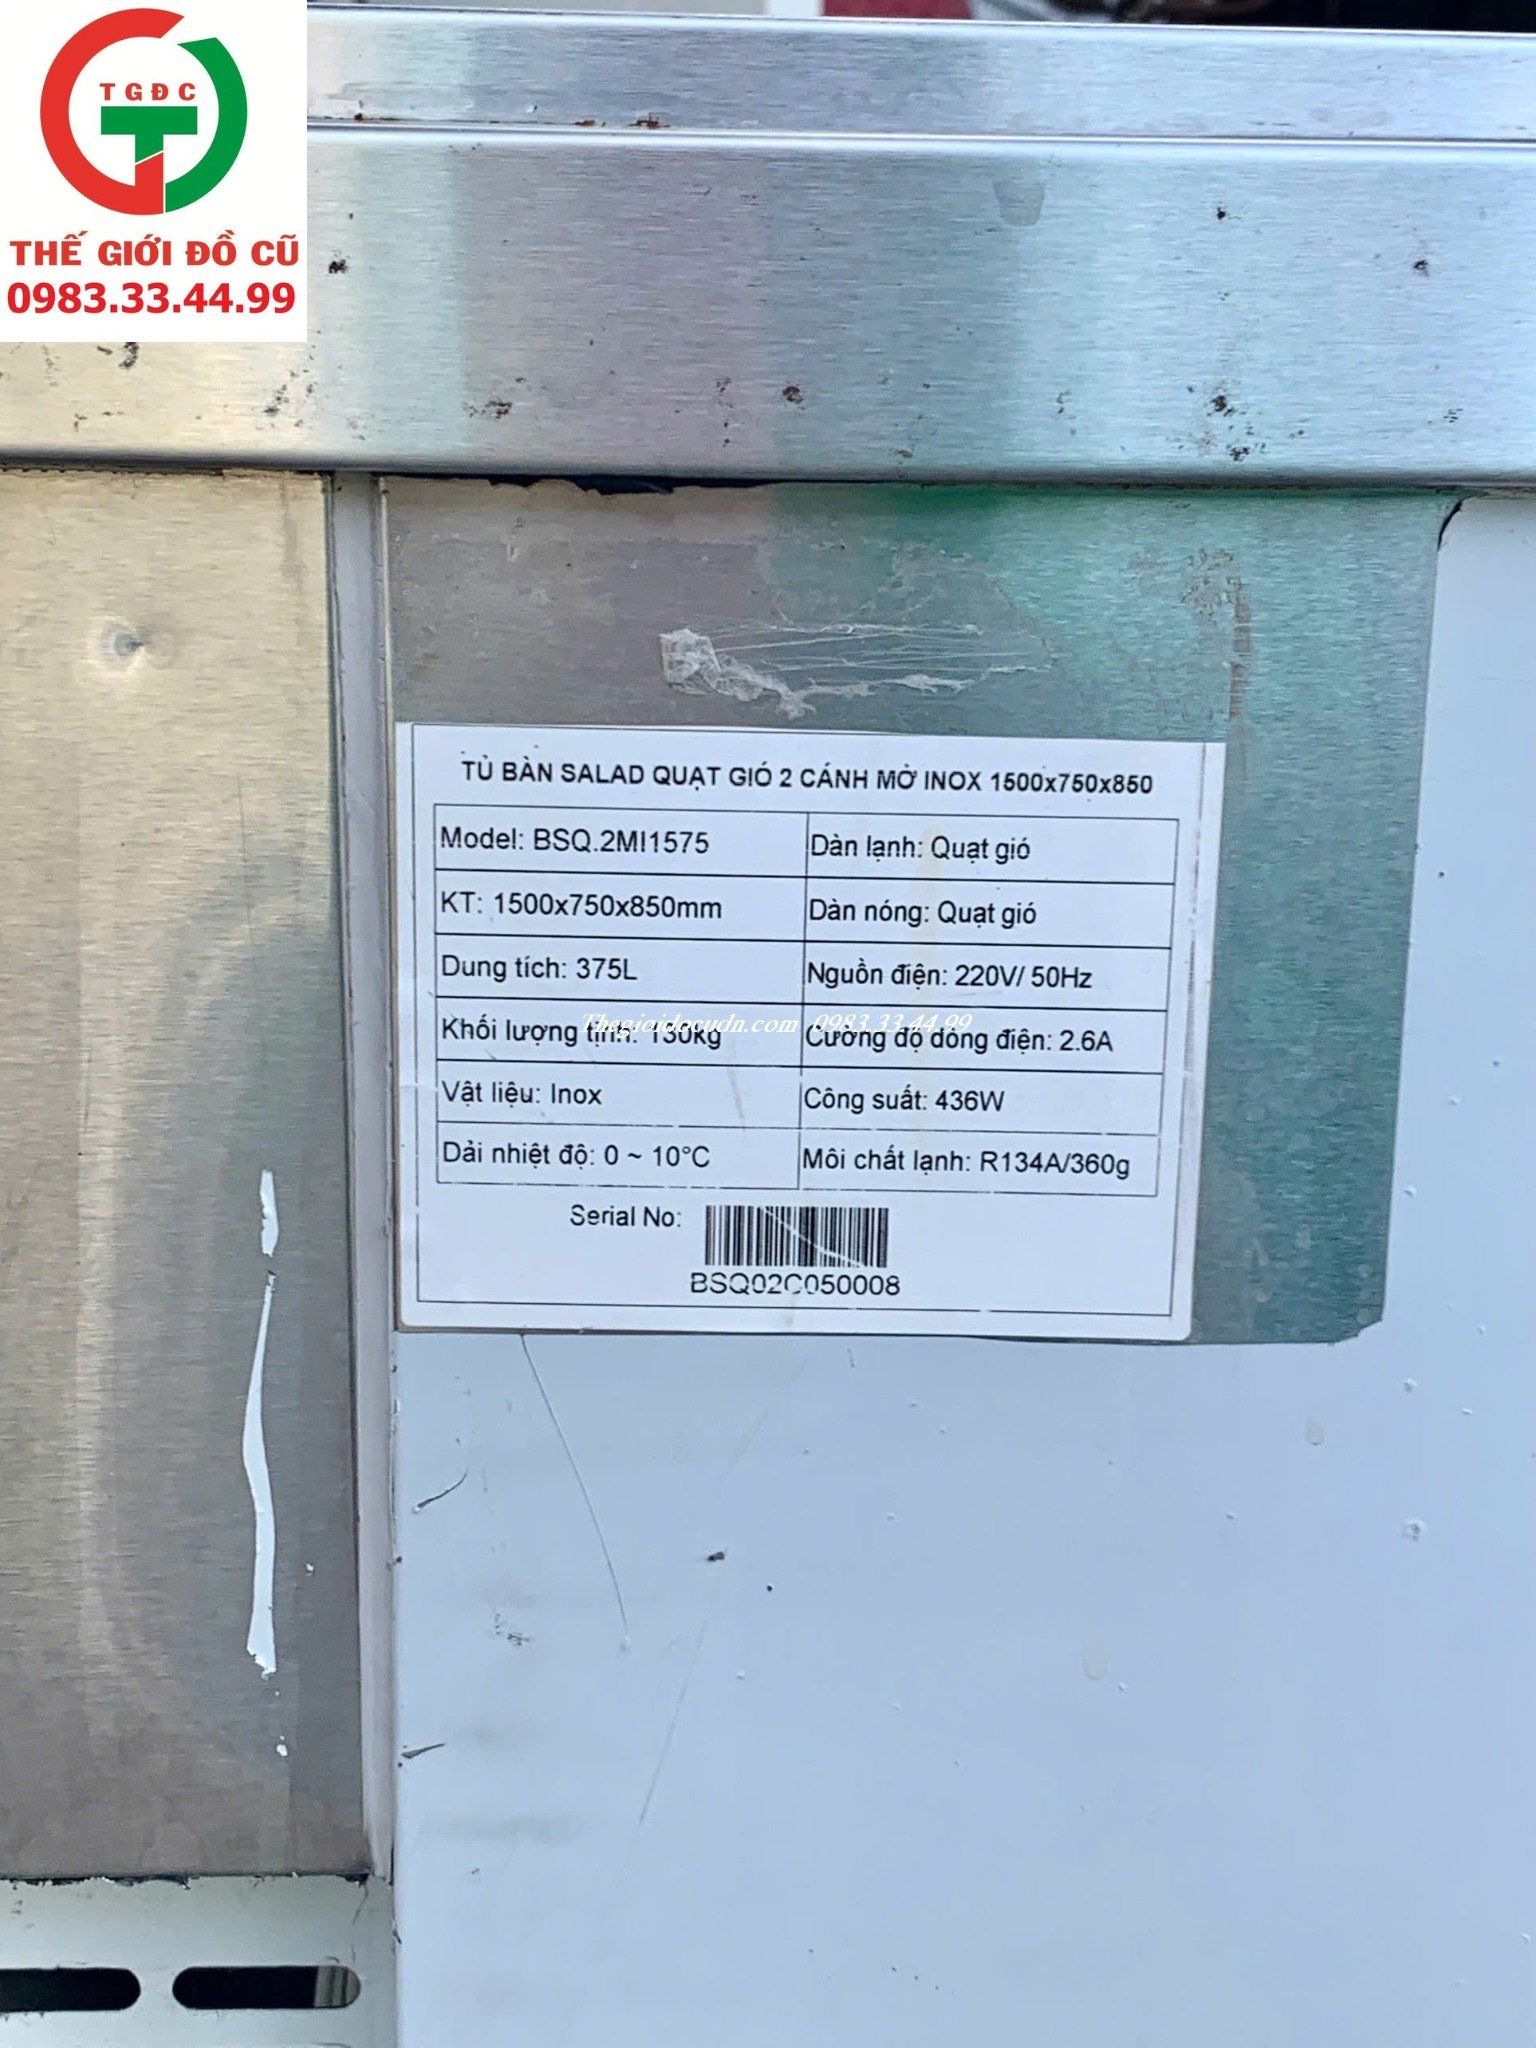 TGĐC
THẾ GIỚI ĐỒ CŨ
0983.33.44.99
TỦ BÀN SALAD QUẠT GIÓ 2 CÁNH MỜ INOX 1500x750x850
Model: BSQ.2MI1575
Dàn lạnh: Quạt gió
KT: 1500x750x850mm
Dàn nóng: Quạt gió
Dung tích: 375L
Nguồn điện: 220V/ 50Hz
Khối lượng tịnh: 130kg
Cường độ dòng điện: 2.6A
Thegioidocudn.com 0983.33.44.99
Vật liệu: Inox
Công suất: 436W
Dải nhiệt độ: 0 ~ 10°C
Môi chất lạnh: R134A/360g
Serial No:
BSQ02C050008